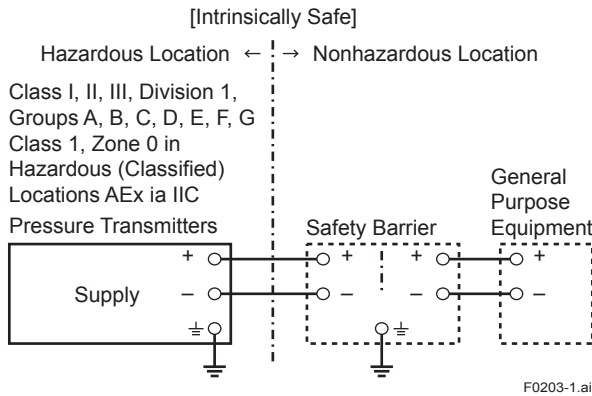 [Intrinsically Safe]
Hazardous Location ← → Nonhazardous Location
Class I, II, III, Division 1,
Groups A, B, C, D, E, F, G
Class 1, Zone 0 in
Hazardous (Classified)
Locations AEx ia IIC
General
Purpose
Equipment
Pressure Transmitters
Safety Barrier
+ + + +
Supply
– – – –
F0203-1.ai